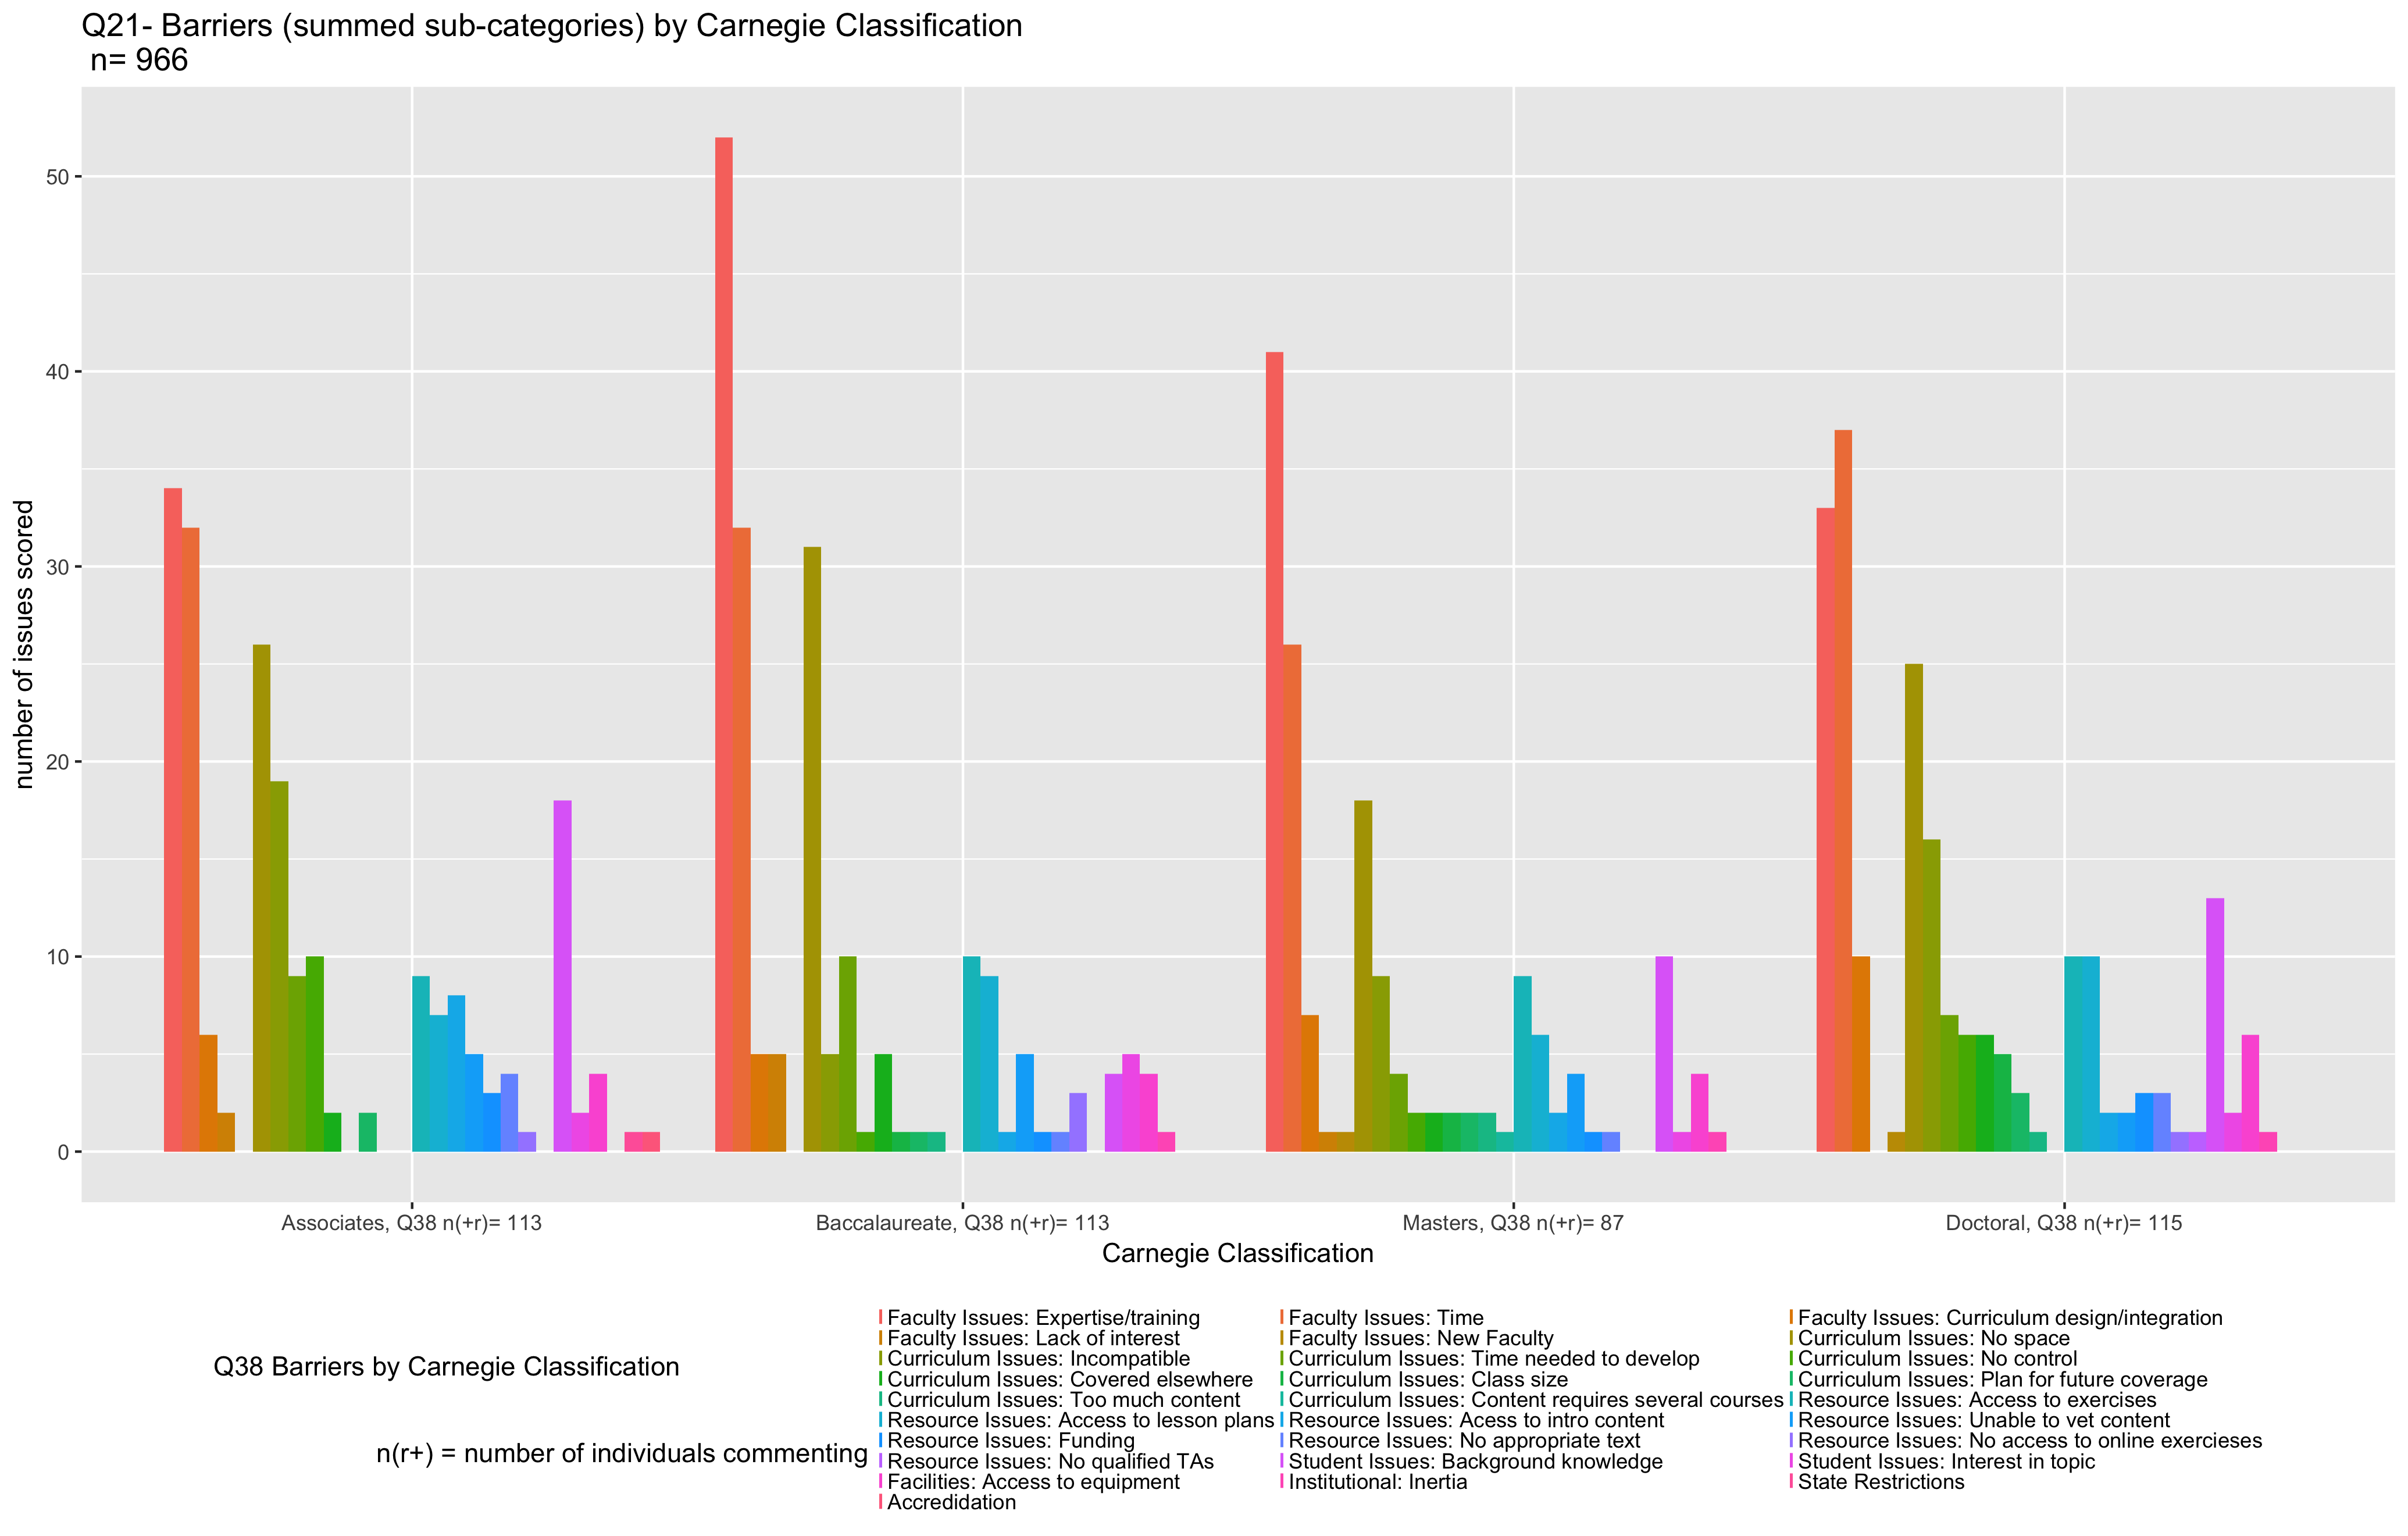 Q21- Barriers (summed sub-categories) by Carnegie Classification
n= 966
number of issues scored
50
40
30
20
10
0
Associates, Q38 n(+r)= 113
Baccalaureate, Q38 n(+r)= 113
Masters, Q38 n(+r)= 87
Doctoral, Q38 n(+r)= 115
Carnegie Classification
Q38 Barriers by Carnegie Classification
n(r+) = number of individuals commenting
Faculty Issues: Expertise/training
Faculty Issues: Time
Faculty Issues: Curriculum design/integration
Faculty Issues: Lack of interest
Faculty Issues: New Faculty
Curriculum Issues: No space
Curriculum Issues: Incompatible
Curriculum Issues: Time needed to develop
Curriculum Issues: No control
Curriculum Issues: Covered elsewhere
Curriculum Issues: Class size
Curriculum Issues: Plan for future coverage
Curriculum Issues: Too much content
Curriculum Issues: Content requires several courses
Resource Issues: Access to exercises
Resource Issues: Access to lesson plans
Resource Issues: Acess to intro content
Resource Issues: Unable to vet content
Resource Issues: Funding
Resource Issues: No appropriate text
Resource Issues: No access to online exercieses
Resource Issues: No qualified TAs
Student Issues: Background knowledge
Student Issues: Interest in topic
Facilities: Access to equipment
Institutional: Inertia
State Restrictions
Accredidation